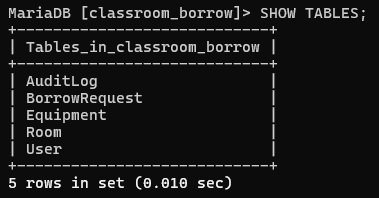 MariaDB [classroom_borrow]> SHOW TABLES;
+----------------------------+
| Tables_in_classroom_borrow |
+----------------------------+
| AuditLog                   |
| BorrowRequest              |
| Equipment                  |
| Room                       |
| User                       |
+----------------------------+
5 rows in set (0.010 sec)